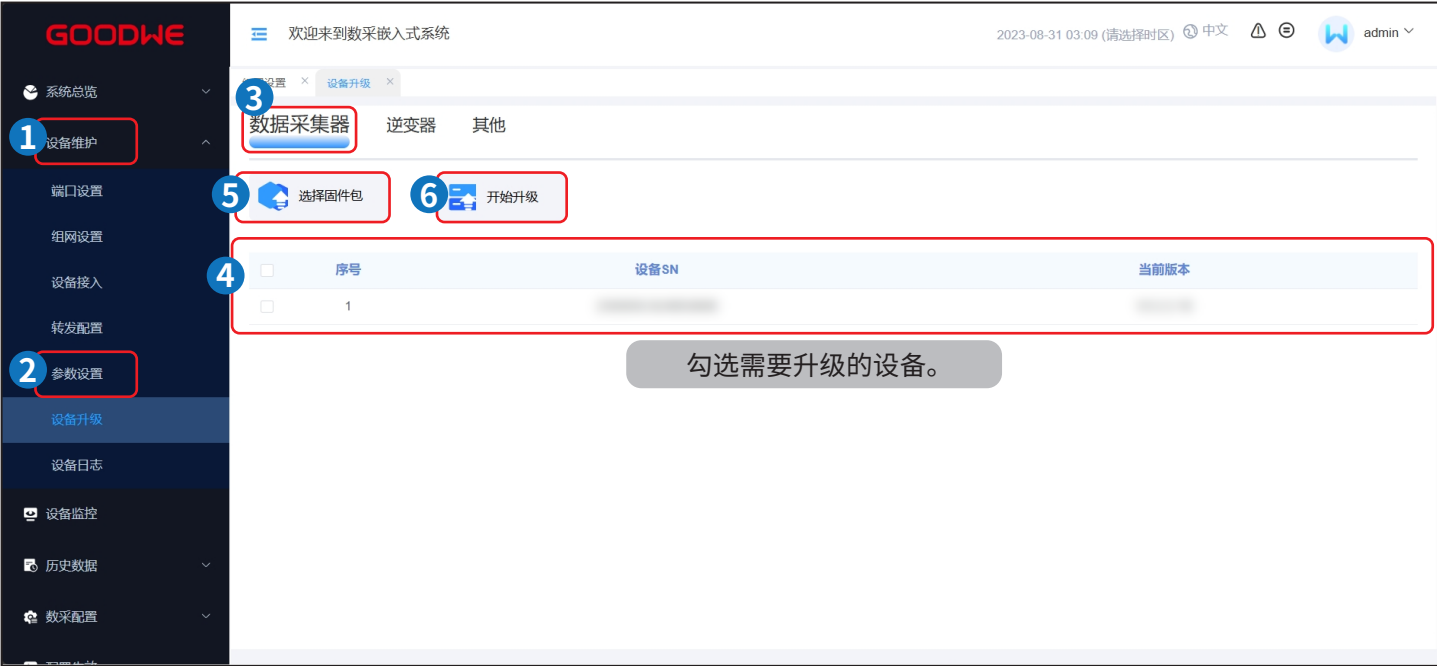 GOODWE
欢迎来到数采嵌入式系统
2023-08-31 03:09 (请选择时区) 中文
admin
设置 × 设备升级 ×
系统总览
3
数据采集器 逆变器 其他
1 设备维护
端口设置
5 选择固件包 6 开始升级
组网设置
4 序号 设备SN 当前版本
设备接入
1
转发配置
勾选需要升级的设备。
2 参数设置
设备升级
设备日志
设备监控
历史数据
数采配置